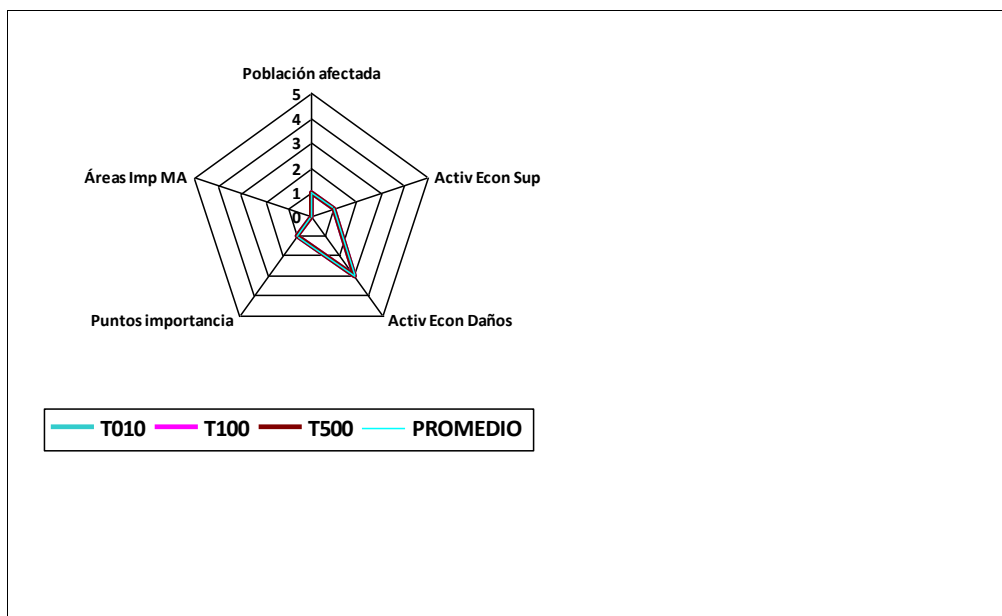 Población afectada
5
4
3
2
1
0
Áreas Imp MA
Activ Econ Sup
Puntos importancia
Activ Econ Daños
T010 T100 T500 PROMEDIO